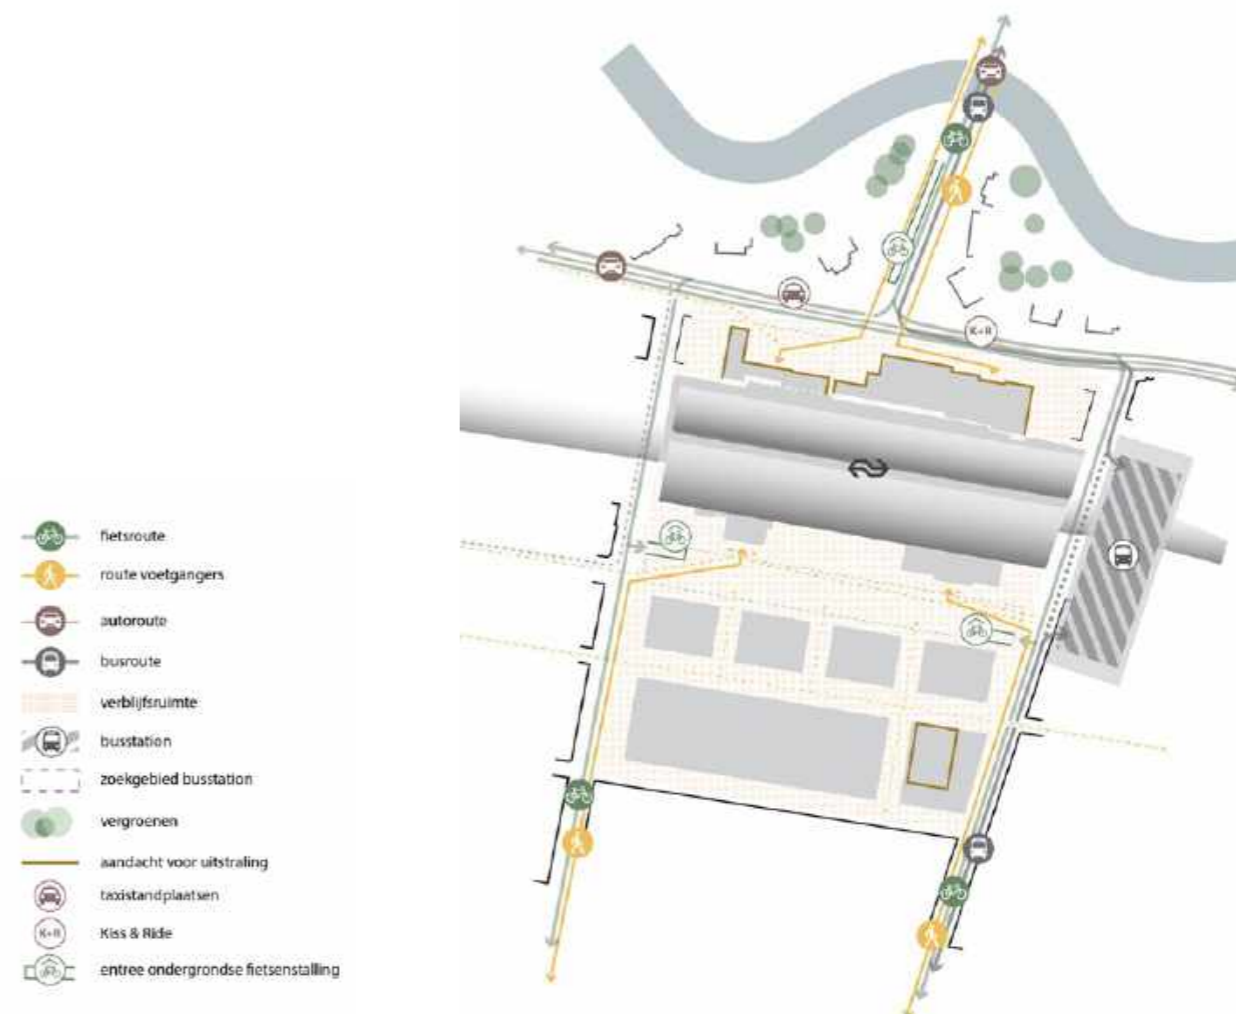 K+R
fietsroute
route voetgangers
autoroute
busroute
verblijfsruimte
busstation
zoekgebied busstation
vergroenen
aandacht voor uitstraling
taxistandplaatsen
K+R
Kiss & Ride
entree ondergrondse fietsenstalling